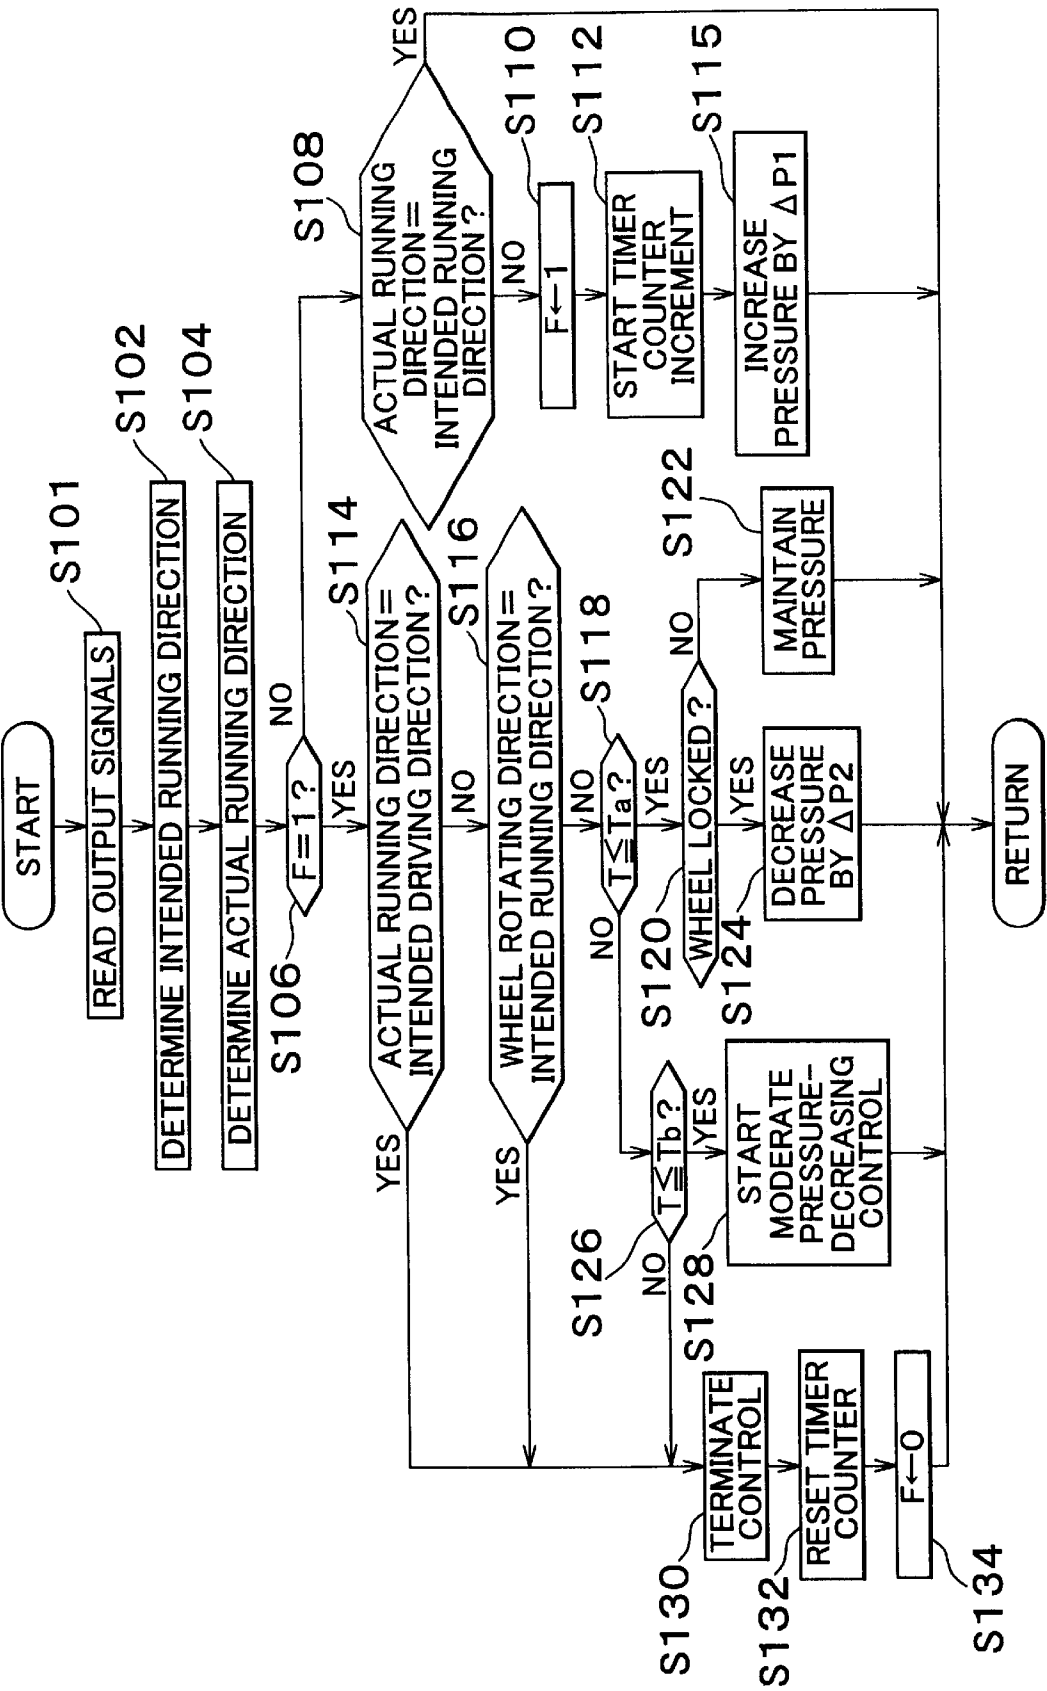 START
READ OUTPUT SIGNALS
S101
DETERMINE INTENDED RUNNING DIRECTION
S102
DETERMINE ACTUAL RUNNING DIRECTION
S104
S106
F=1?
NO
YES
S108
ACTUAL RUNNING
DIRECTION=
INTENDED RUNNING
DIRECTION?
YES
NO
S110
F←1
S112
START TIMER
COUNTER
INCREMENT
S115
INCREASE
PRESSURE BY △P1
S114
ACTUAL RUNNING DIRECTION=
INTENDED DRIVING DIRECTION?
YES
NO
S116
WHEEL ROTATING DIRECTION=
INTENDED RUNNING DIRECTION?
YES
NO
S118
T≦Ta?
NO
YES
S120
WHEEL LOCKED?
NO
YES
S122
MAINTAIN
PRESSURE
S124
DECREASE
PRESSURE
BY △P2
S126
T≦Tb?
NO
YES
S128
START
MODERATE
PRESSURE-
DECREASING
CONTROL
S130
TERMINATE
CONTROL
S132
RESET TIMER
COUNTER
F←0
S134
RETURN